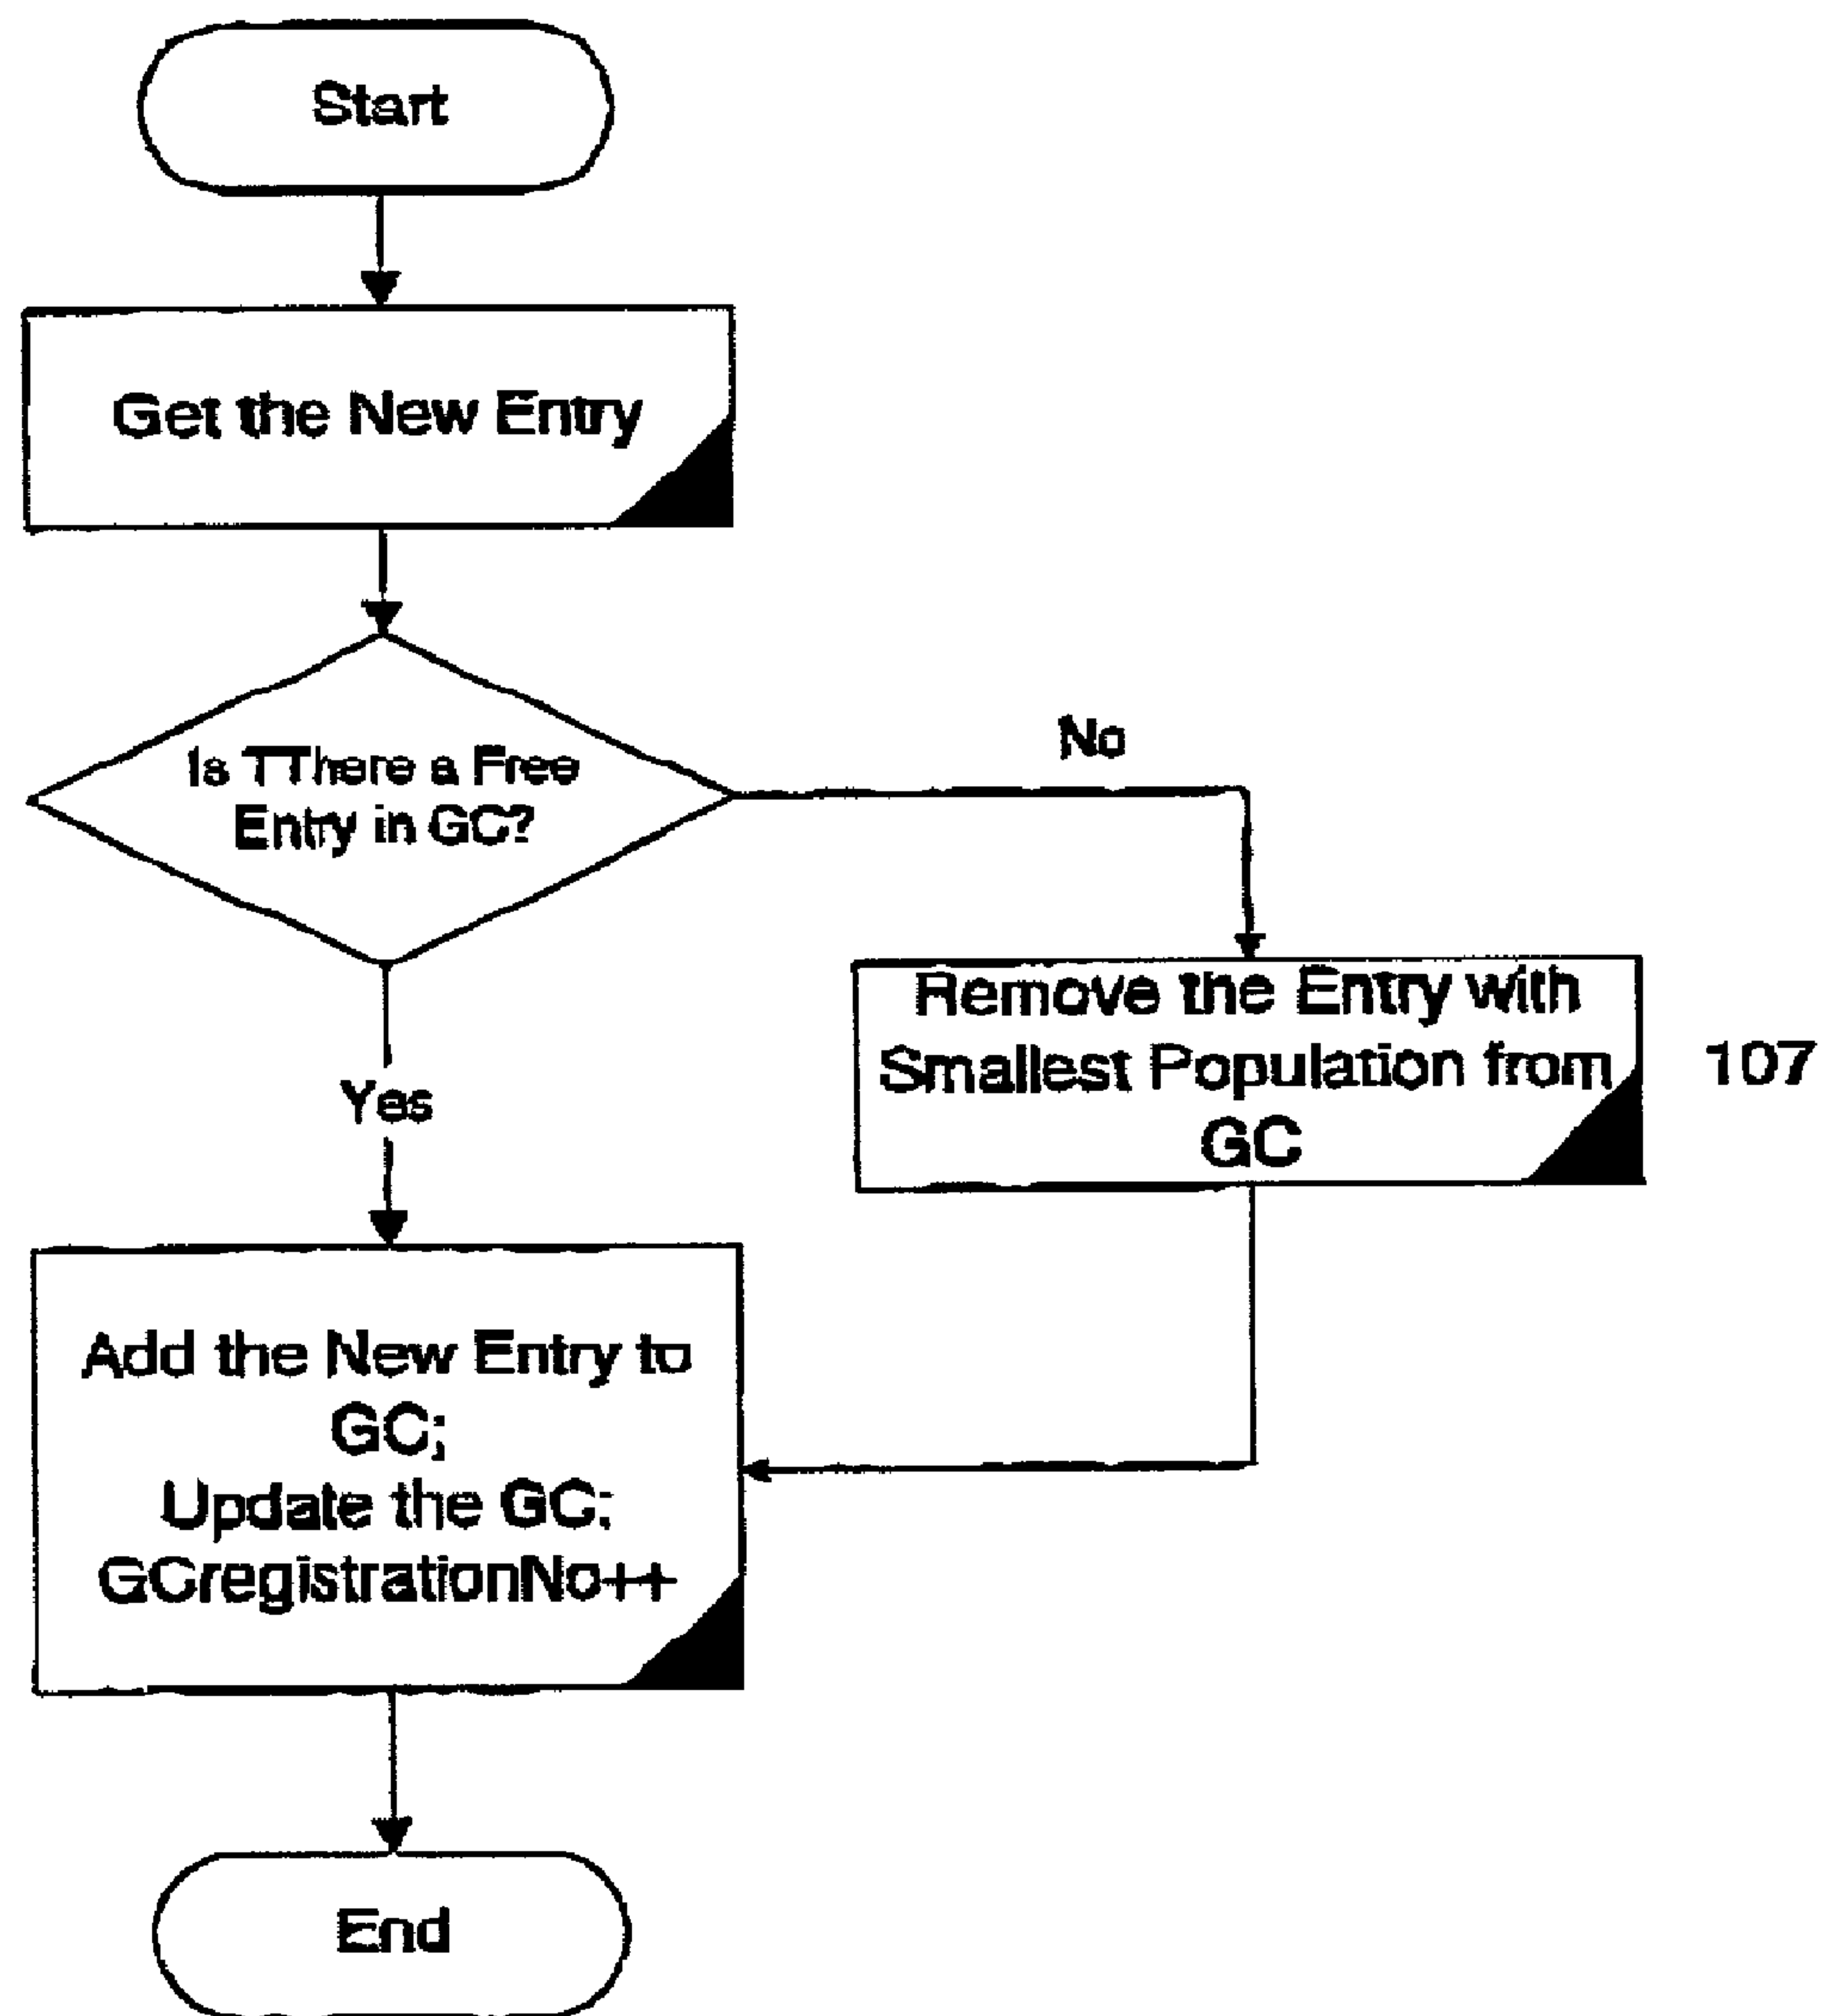 Start
Get the New Entry
Is TThere a Free
Entry in GC?
No
Yes
Remove the Entry with
Smallest Population from
GC
107
Add the New Entry to
GC;
Update the GC;
GCregistrationNo++
End